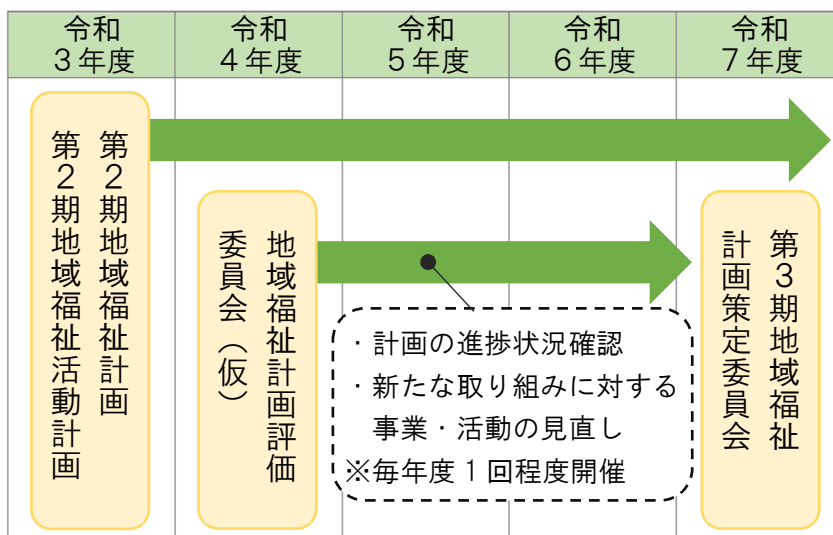 令和
3年度
令和
4年度
令和
5年度
令和
6年度
令和
7年度
第2期地域福祉計画
第2期地域福祉活動計画
地域福祉計画評価
委員会（仮）
・計画の進捗状況確認
・新たな取り組みに対する
事業・活動の見直し
※毎年度1回程度開催
第3期地域福祉
計画策定委員会